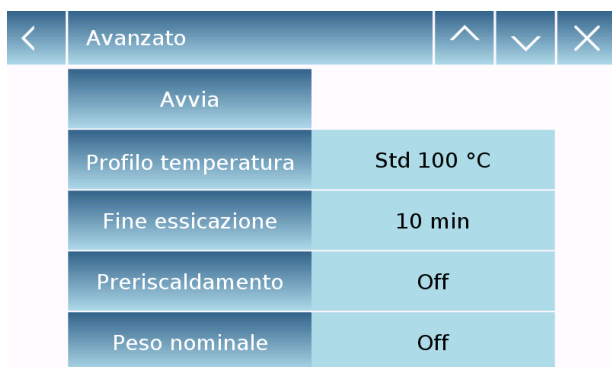 Avanzato
Avvia
Profilo temperatura Std 100 °C
Fine essicazione 10 min
Preriscaldamento Off
Peso nominale Off